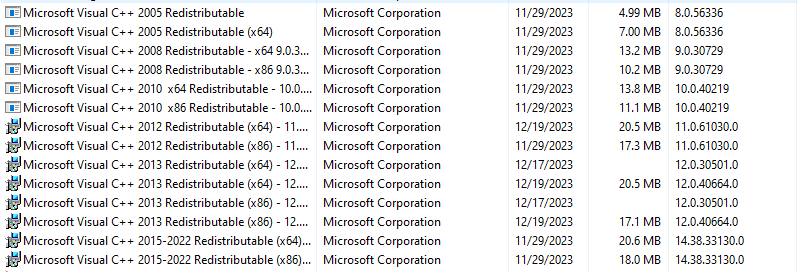 Microsoft Visual C++ 2005 Redistributable Microsoft Corporation 11/29/2023 4.99 MB 8.0.56336
Microsoft Visual C++ 2005 Redistributable (x64) Microsoft Corporation 11/29/2023 7.00 MB 8.0.56336
Microsoft Visual C++ 2008 Redistributable - x64 9.0.3... Microsoft Corporation 11/29/2023 13.2 MB 9.0.30729
Microsoft Visual C++ 2008 Redistributable - x86 9.0.3... Microsoft Corporation 11/29/2023 10.2 MB 9.0.30729
Microsoft Visual C++ 2010  x64 Redistributable - 10.0.... Microsoft Corporation 11/29/2023 13.8 MB 10.0.40219
Microsoft Visual C++ 2010  x86 Redistributable - 10.0.... Microsoft Corporation 11/29/2023 11.1 MB 10.0.40219
Microsoft Visual C++ 2012 Redistributable (x64) - 11.... Microsoft Corporation 12/19/2023 20.5 MB 11.0.61030.0
Microsoft Visual C++ 2012 Redistributable (x86) - 11.... Microsoft Corporation 11/29/2023 17.3 MB 11.0.61030.0
Microsoft Visual C++ 2013 Redistributable (x64) - 12.... Microsoft Corporation 12/17/2023 12.0.30501.0
Microsoft Visual C++ 2013 Redistributable (x64) - 12.... Microsoft Corporation 12/19/2023 20.5 MB 12.0.40664.0
Microsoft Visual C++ 2013 Redistributable (x86) - 12.... Microsoft Corporation 12/17/2023 12.0.30501.0
Microsoft Visual C++ 2013 Redistributable (x86) - 12.... Microsoft Corporation 12/19/2023 17.1 MB 12.0.40664.0
Microsoft Visual C++ 2015-2022 Redistributable (x64)... Microsoft Corporation 11/29/2023 20.6 MB 14.38.33130.0
Microsoft Visual C++ 2015-2022 Redistributable (x86)... Microsoft Corporation 11/29/2023 18.0 MB 14.38.33130.0